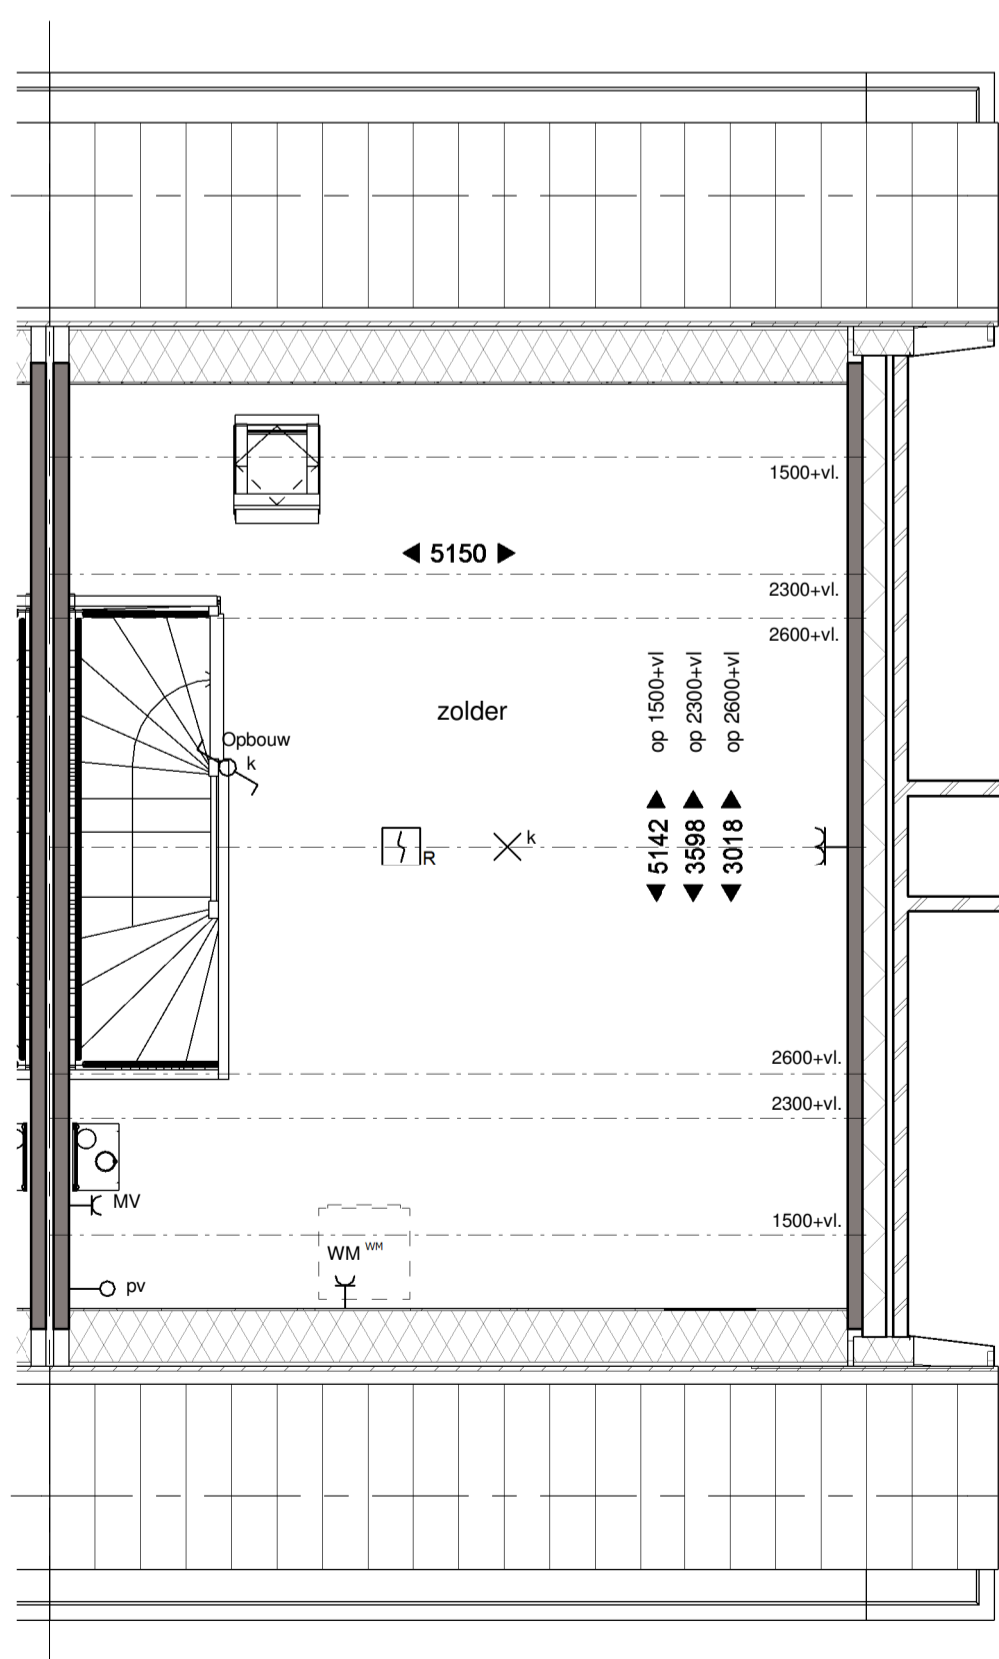 1500+vl.
5150
2300+vl.
2600+vl.
op 1500+vl
op 2300+vl
op 2600+vl
zolder
Opbouw
k
5142
3598
3018
k
R
2600+vl.
2300+vl.
MV
1500+vl.
WM WM
pv